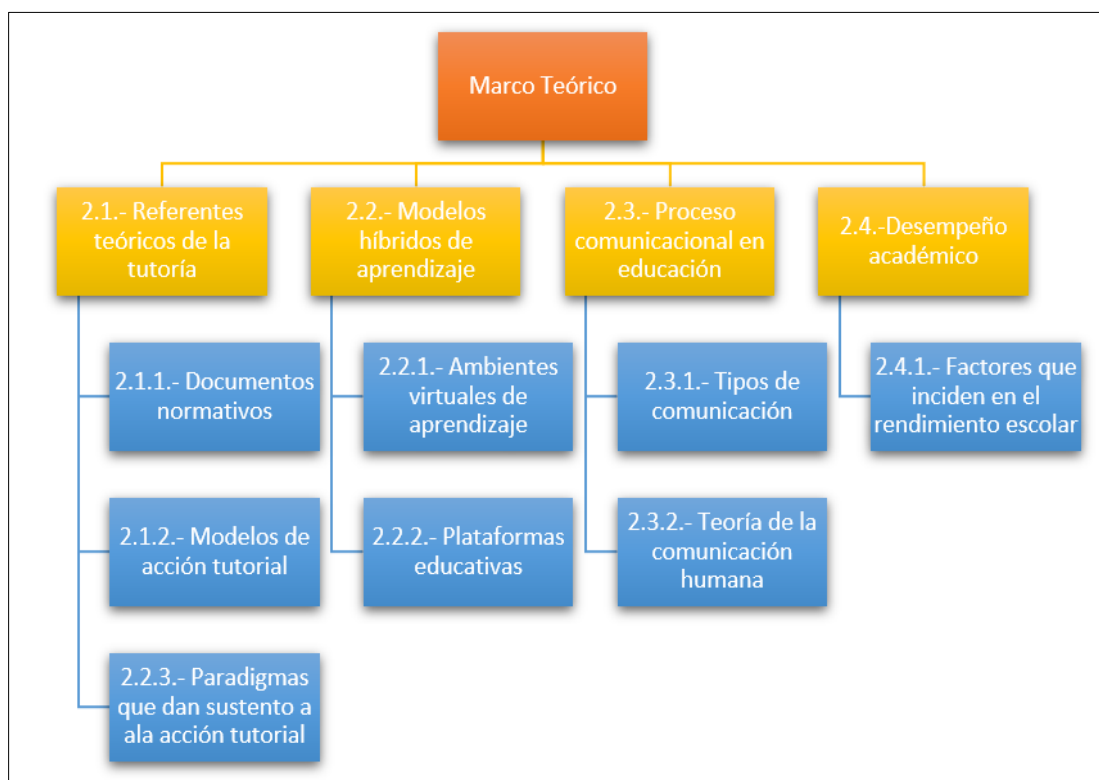 Marco Teórico
2.1.- Referentes
teóricos de la
tutoría
2.2.- Modelos
híbridos de
aprendizaje
2.3.- Proceso
comunicacional en
educación
2.4.-Desempeño
académico
2.1.1.- Documentos
normativos
2.2.1.- Ambientes
virtuales de
aprendizaje
2.3.1.- Tipos de
comunicación
2.4.1.- Factores que
inciden en el
rendimiento escolar
2.1.2.- Modelos de
acción tutorial
2.2.2.- Plataformas
educativas
2.3.2.- Teoría de la
comunicación
humana
2.2.3.- Paradigmas
que dan sustento a
ala acción tutorial